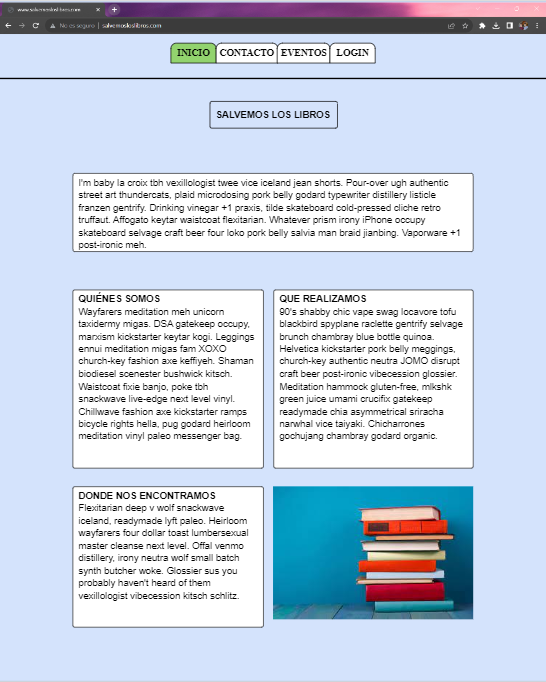 www.salvemosloslibros.com
No es seguro | salvemosloslibros.com
INICIO CONTACTO EVENTOS LOGIN
SALVEMOS LOS LIBROS
I'm baby la croix tbh vexillologist twee vice iceland jean shorts. Pour-over ugh authentic
street art thundercats, plaid microdosing pork belly godard typewriter distillery listicle
franzen gentrify. Drinking vinegar +1 praxis, tilde skateboard cold-pressed cliche retro
truffaut. Affogato keytar waistcoat flexitarian. Whatever prism irony iPhone occupy
skateboard selvage craft beer four loko pork belly salvia man braid jianbing. Vaporware +1
post-ironic meh.
QUIÉNES SOMOS
Wayfarers meditation meh unicorn
taxidermy migas. DSA gatekeep occupy,
marxism kickstarter keytar kogi. Leggings
ennui meditation migas fam XOXO
church-key fashion axe keffiyeh. Shaman
biodiesel scenester bushwick kitsch.
Waistcoat fixie banjo, poke tbh
snackwave live-edge next level vinyl.
Chillwave fashion axe kickstarter ramps
bicycle rights hella, pug godard heirloom
meditation vinyl paleo messenger bag.
QUE REALIZAMOS
90's shabby chic vape swag locavore tofu
blackbird spyplane raclette gentrify selvage
brunch chambray blue bottle quinoa.
Helvetica kickstarter pork belly meggings,
church-key authentic neutra JOMO disrupt
craft beer post-ironic vibecession glossier.
Meditation hammock gluten-free, mlkshk
green juice umami crucifix gatekeep
readymade chia asymmetrical sriracha
narwhal vice taiyaki. Chicharrones
gochujang chambray godard organic.
DONDE NOS ENCONTRAMOS
Flexitarian deep v wolf snackwave
iceland, readymade lyft paleo. Heirloom
wayfarers four dollar toast lumbersexual
master cleanse next level. Offal venmo
distillery, irony neutra wolf small batch
synth butcher woke. Glossier sus you
probably haven't heard of them
vexillologist vibecession kitsch schlitz.